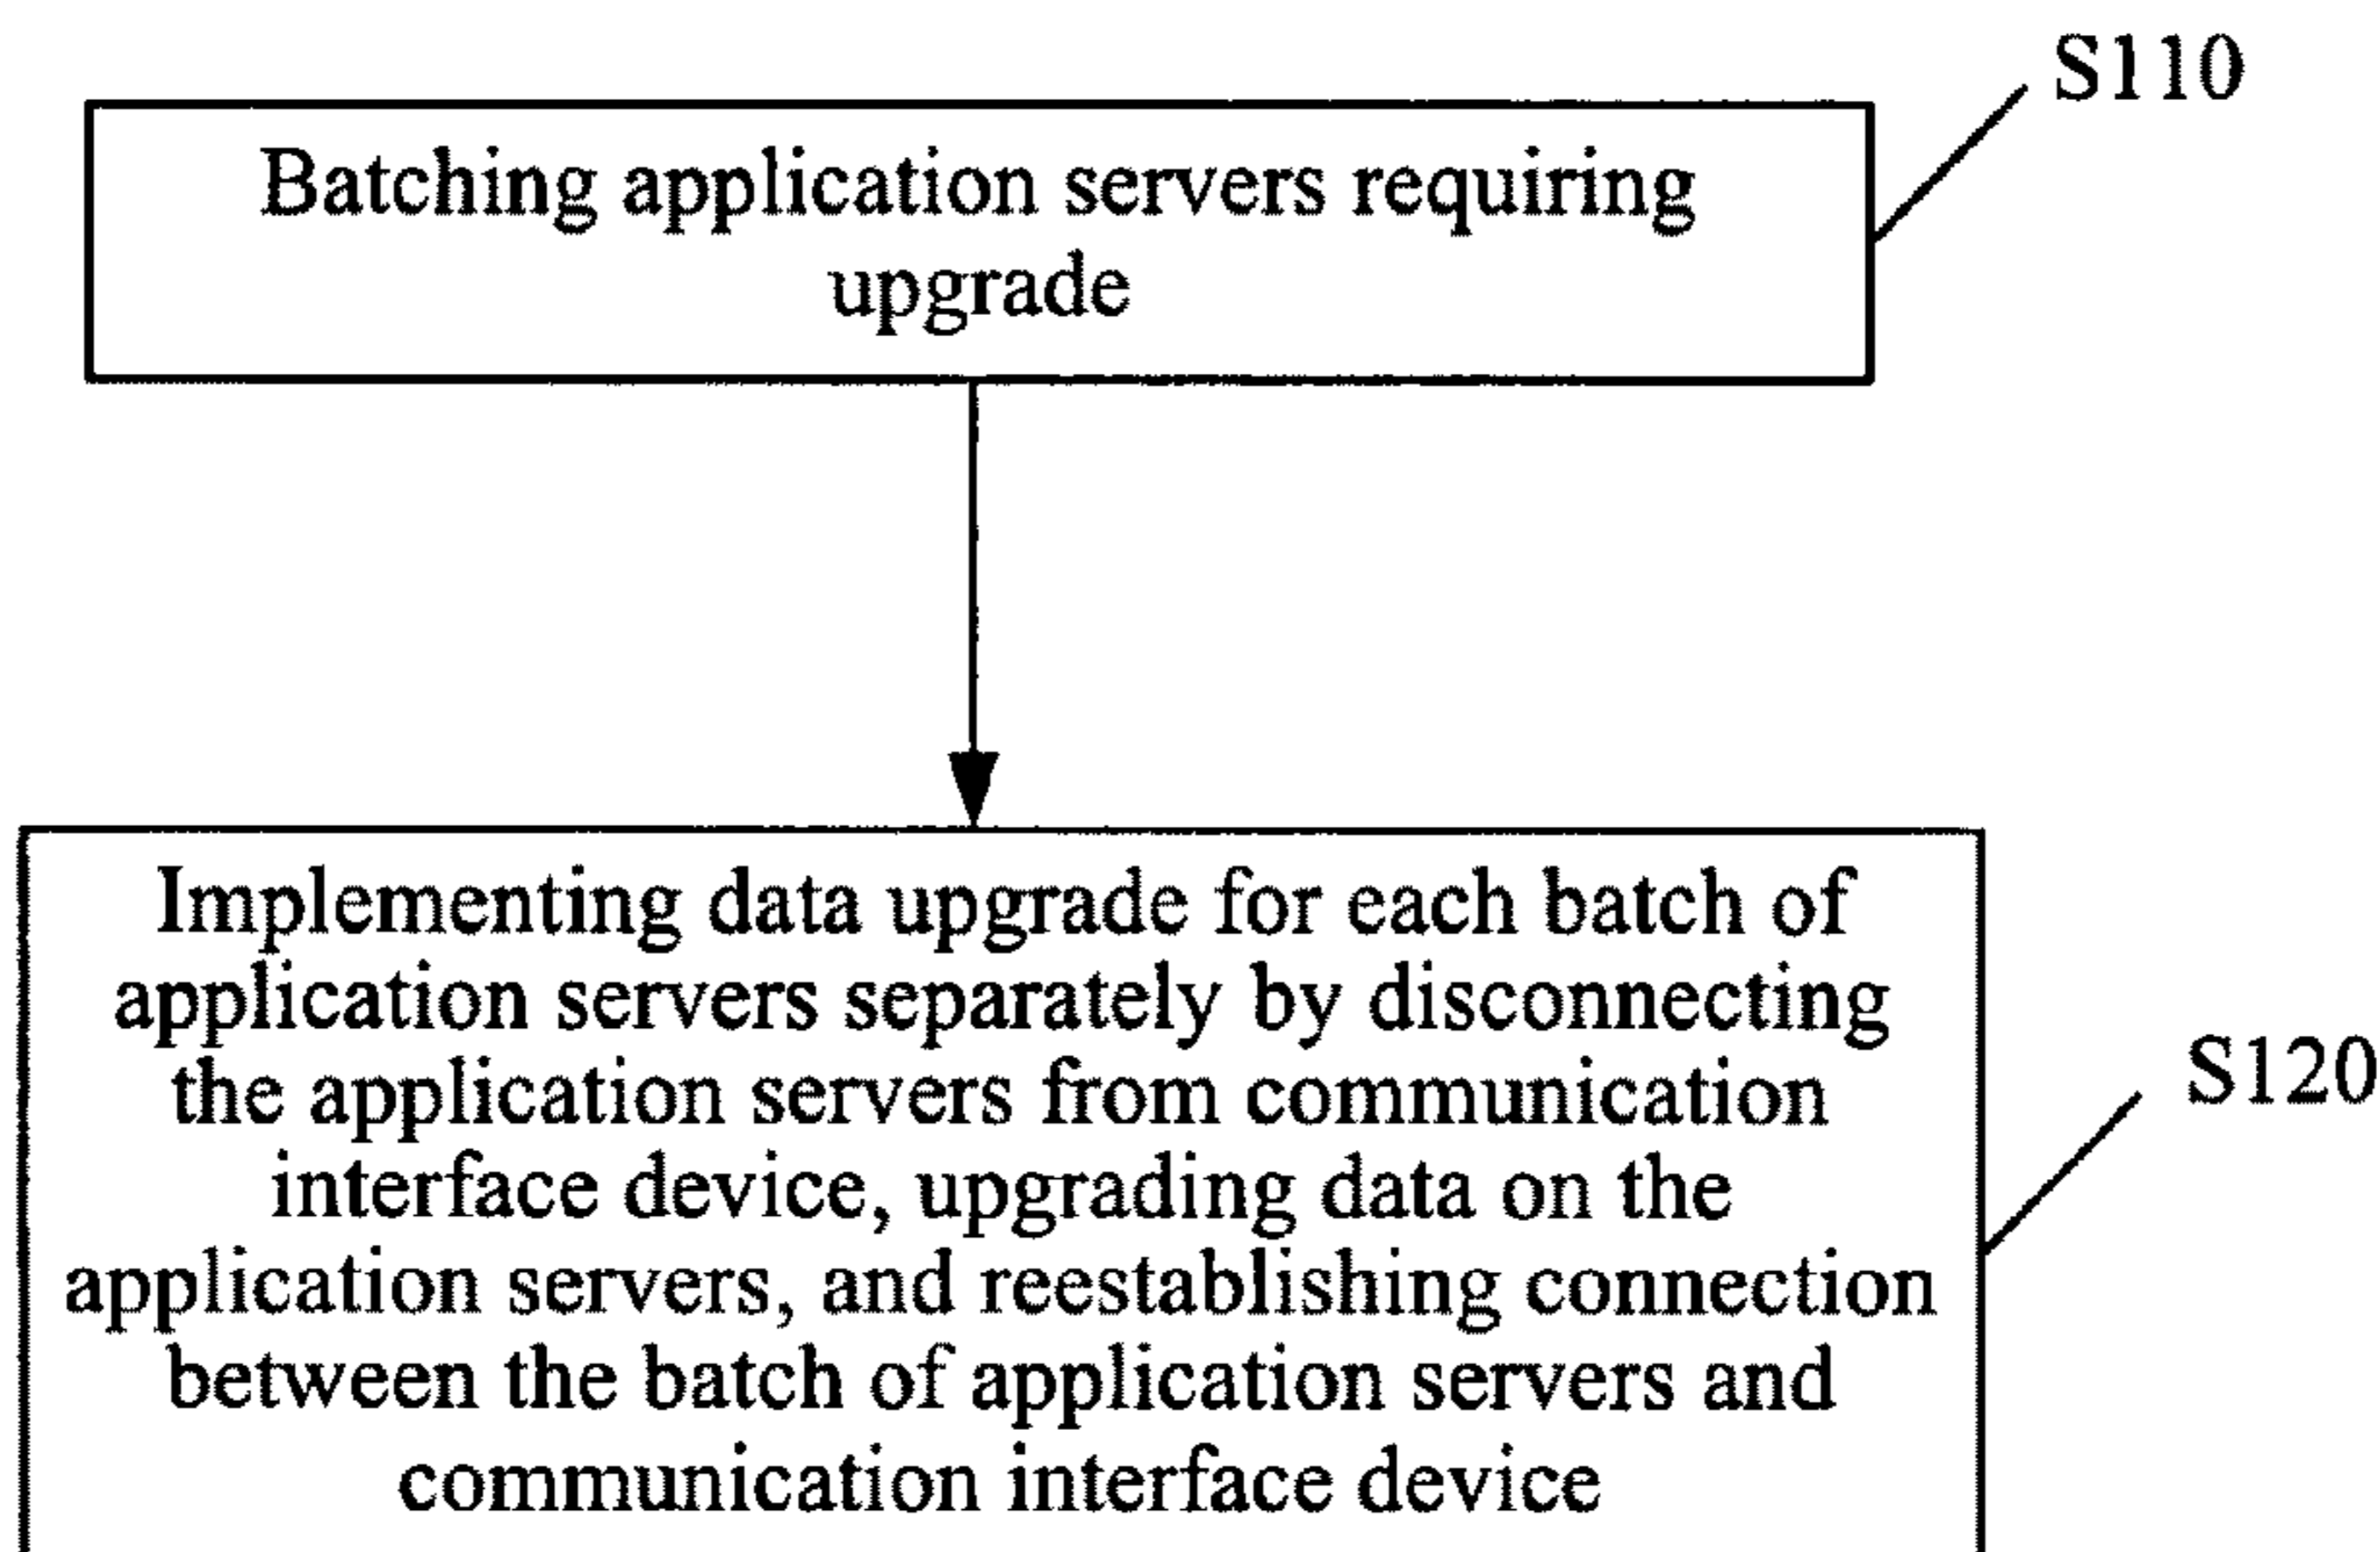 S110
Batching application servers requiring
upgrade
Implementing data upgrade for each batch of
application servers separately by disconnecting
the application servers from communication
interface device, upgrading data on the
application servers, and reestablishing connection
between the batch of application servers and
communication interface device
S120